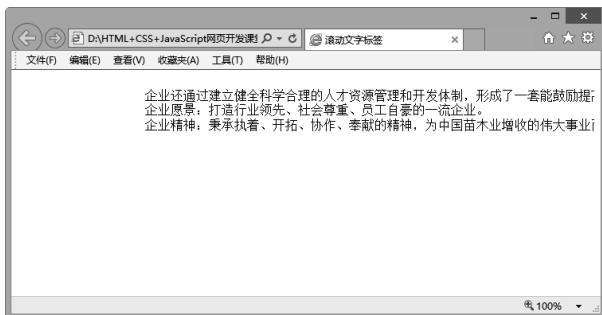 D:\HTML+CSS+JavaScript网页开发课
滚动文字标签
文件(F) 编辑(E) 查看(V) 收藏夹(A) 工具(T) 帮助(H)
企业还通过建立健全科学合理的人才资源管理和开发体制，形成了一套能鼓励提
企业愿景：打造行业领先、社会尊重、员工自豪的一流企业。
企业精神：秉承执着、开拓、协作、奉献的精神，为中国苗木业增收的伟大事业
100%